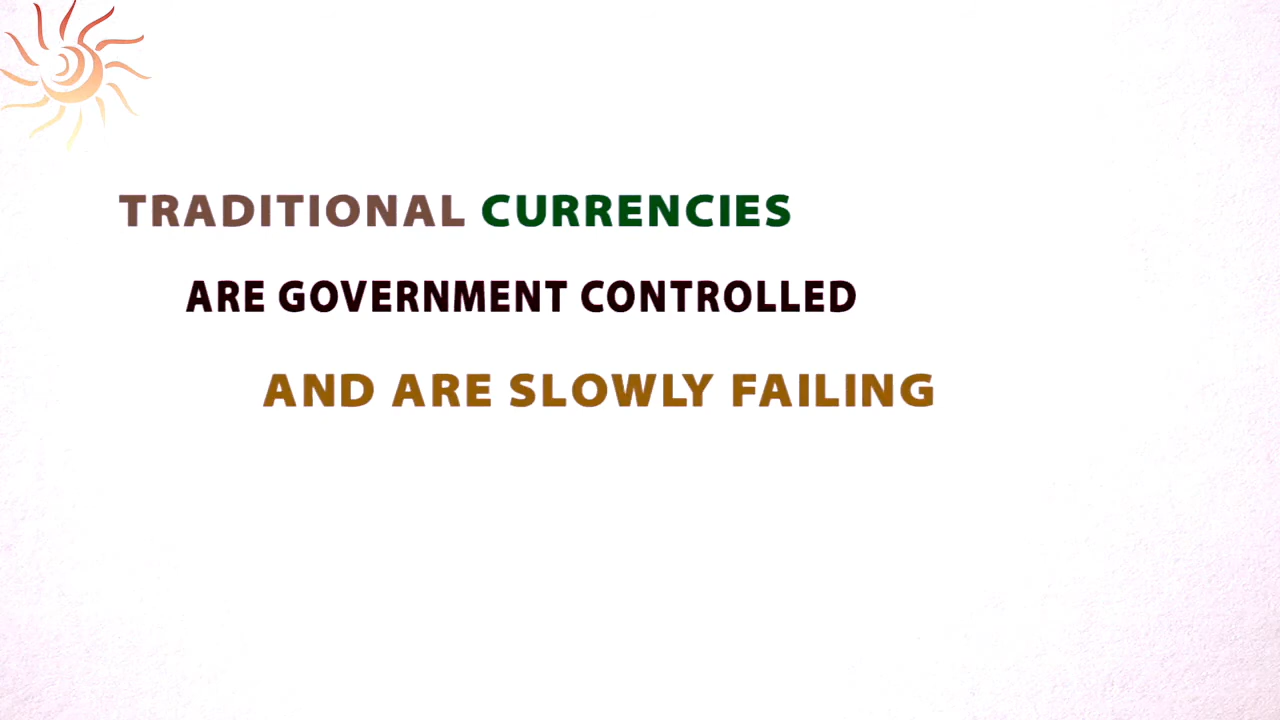 TRADITIONAL CURRENCIES
ARE GOVERNMENT CONTROLLED
AND ARE SLOWLY FAILING